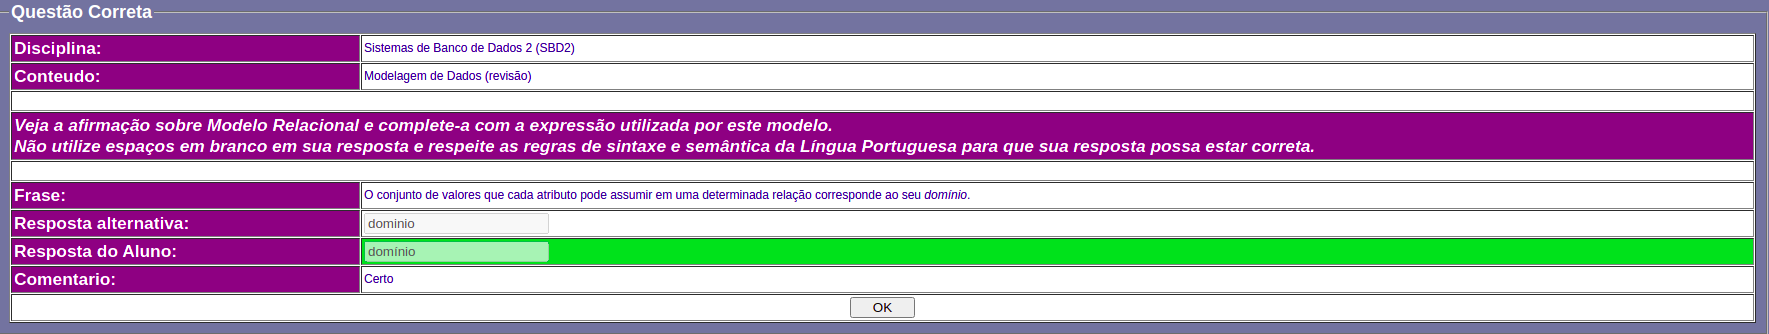 Questão Correta
Disciplina: Sistemas de Banco de Dados 2 (SBD2)
Conteudo: Modelagem de Dados (revisão)
Veja a afirmação sobre Modelo Relacional e complete-a com a expressão utilizada por este modelo.
Não utilize espaços em branco em sua resposta e respeite as regras de sintaxe e semântica da Língua Portuguesa para que sua resposta possa estar correta.
Frase: O conjunto de valores que cada atributo pode assumir em uma determinada relação corresponde ao seu domínio.
Resposta alternativa: dominio
Resposta do Aluno: domínio
Comentario: Certo
OK